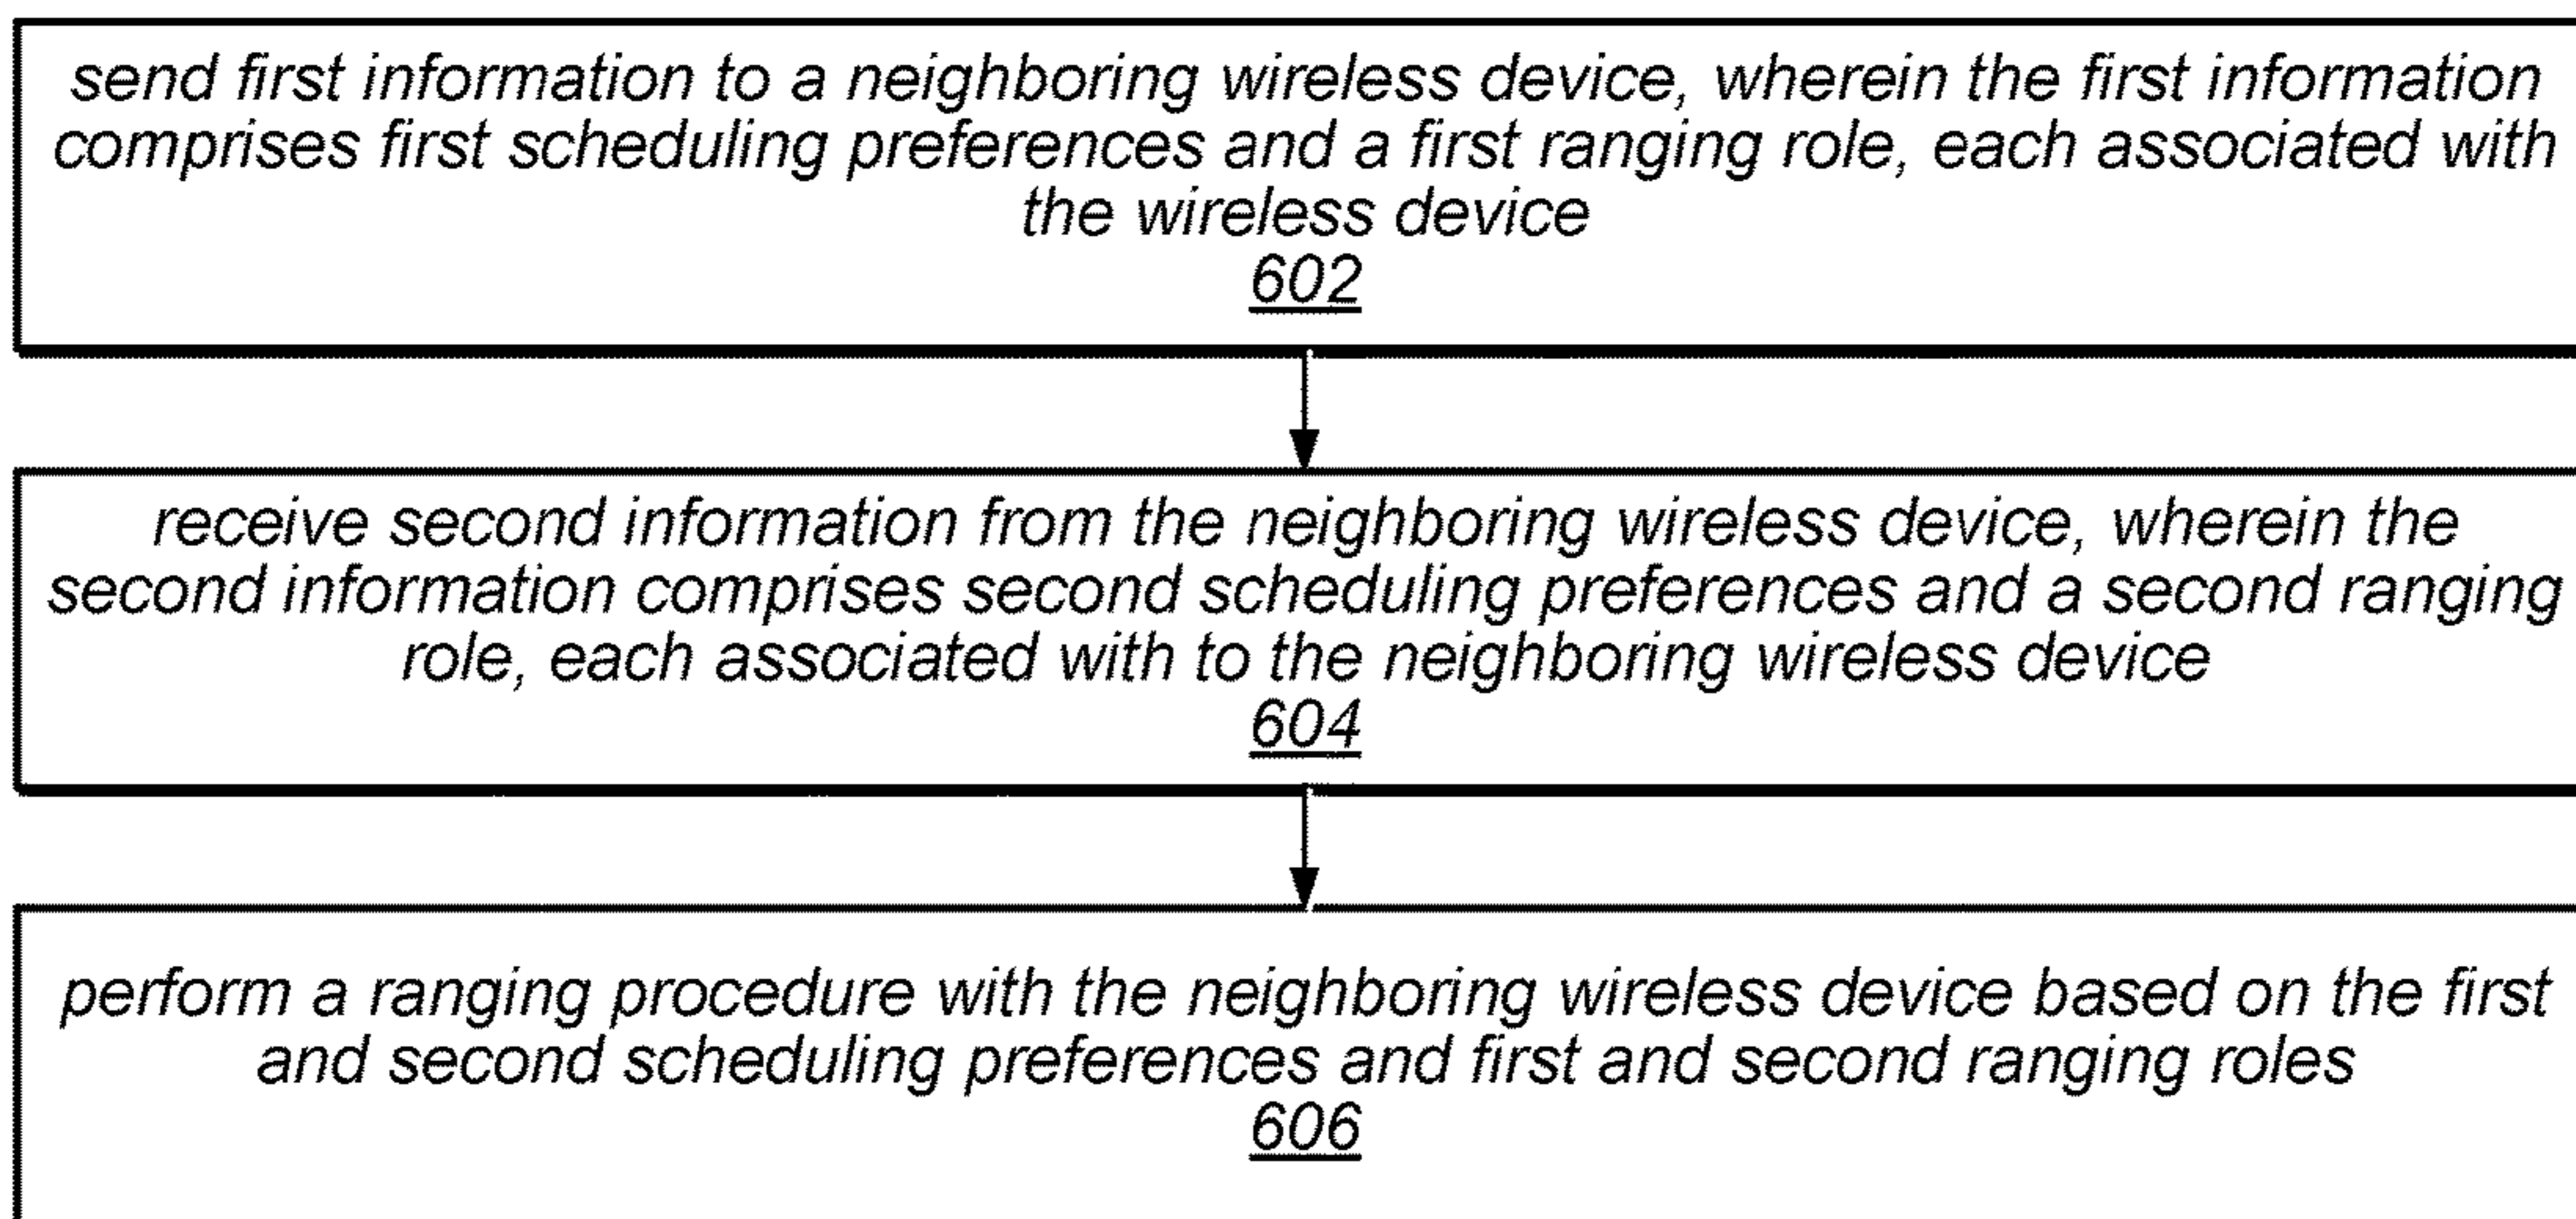 send first information to a neighboring wireless device, wherein the first information
comprises first scheduling preferences and a first ranging role, each associated with
the wireless device
602
receive second information from the neighboring wireless device, wherein the
second information comprises second scheduling preferences and a second ranging
role, each associated with to the neighboring wireless device
604
perform a ranging procedure with the neighboring wireless device based on the first
and second scheduling preferences and first and second ranging roles
606